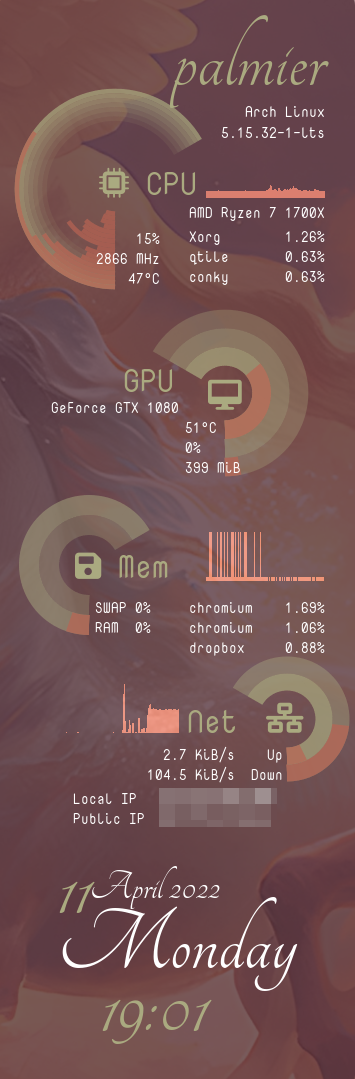 palmier
Arch Linux
5.15.32-1-lts
CPU
AMD Ryzen 7 1700X
15% Xorg 1.26%
2866 MHz qtile 0.63%
47°C conky 0.63%
GPU
GeForce GTX 1080
51°C
0%
399 MiB
Mem
SWAP 0% chromium 1.69%
RAM 0% chromium 1.06%
dropbox 0.88%
Net
2.7 KiB/s Up
104.5 KiB/s Down
Local IP
Public IP
11 April 2022
Monday
19:01